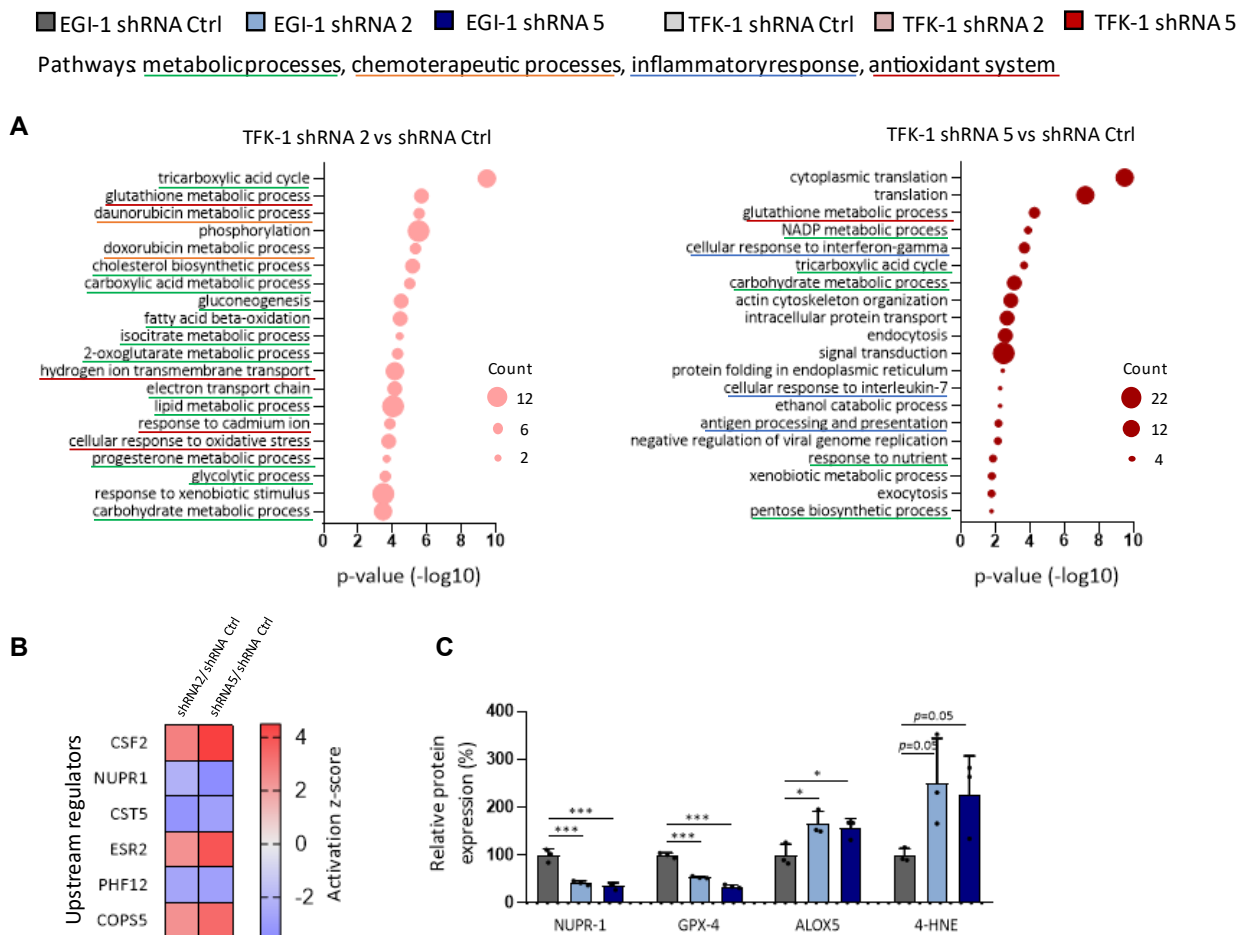 EGI-1 shRNA Ctrl EGI-1 shRNA 2 EGI-1 shRNA 5 TFK-1 shRNA Ctrl TFK-1 shRNA 2 TFK-1 shRNA 5
Pathways: metabolic processes, chemoterapeutic processes, inflammatory response, antioxidant system
A
TFK-1 shRNA 2 vs shRNA Ctrl
tricarboxylic acid cycle
glutathione metabolic process
daunorubicin metabolic process
phosphorylation
doxorubicin metabolic process
cholesterol biosynthetic process
carboxylic acid metabolic process
gluconeogenesis
fatty acid beta-oxidation
isocitrate metabolic process
2-oxoglutarate metabolic process
hydrogen ion transmembrane transport
electron transport chain
lipid metabolic process
response to cadmium ion
cellular response to oxidative stress
progesterone metabolic process
glycolytic process
response to xenobiotic stimulus
carbohydrate metabolic process
Count
12
6
2
0 2 4 6 8 10
p-value (-log10)
TFK-1 shRNA 5 vs shRNA Ctrl
cytoplasmic translation
translation
glutathione metabolic process
NADP metabolic process
cellular response to interferon-gamma
tricarboxylic acid cycle
carbohydrate metabolic process
actin cytoskeleton organization
intracellular protein transport
endocytosis
signal transduction
protein folding in endoplasmic reticulum
cellular response to interleukin-7
ethanol catabolic process
antigen processing and presentation
negative regulation of viral genome replication
response to nutrient
xenobiotic metabolic process
exocytosis
pentose biosynthetic process
Count
22
12
4
0 2 4 6 8 10
p-value (-log10)
B
shRNA2/shRNA Ctrl
shRNA5/shRNA Ctrl
Upstream regulators
CSF2
NUPR1
CST5
ESR2
PHF12
COPS5
4
2
0
-2
Activation z-score
C
Relative protein
expression (%)
400
300
200
100
0
***
***
***
***
*
*
p=0.05
p=0.05
NUPR-1 GPX-4 ALOX5 4-HNE